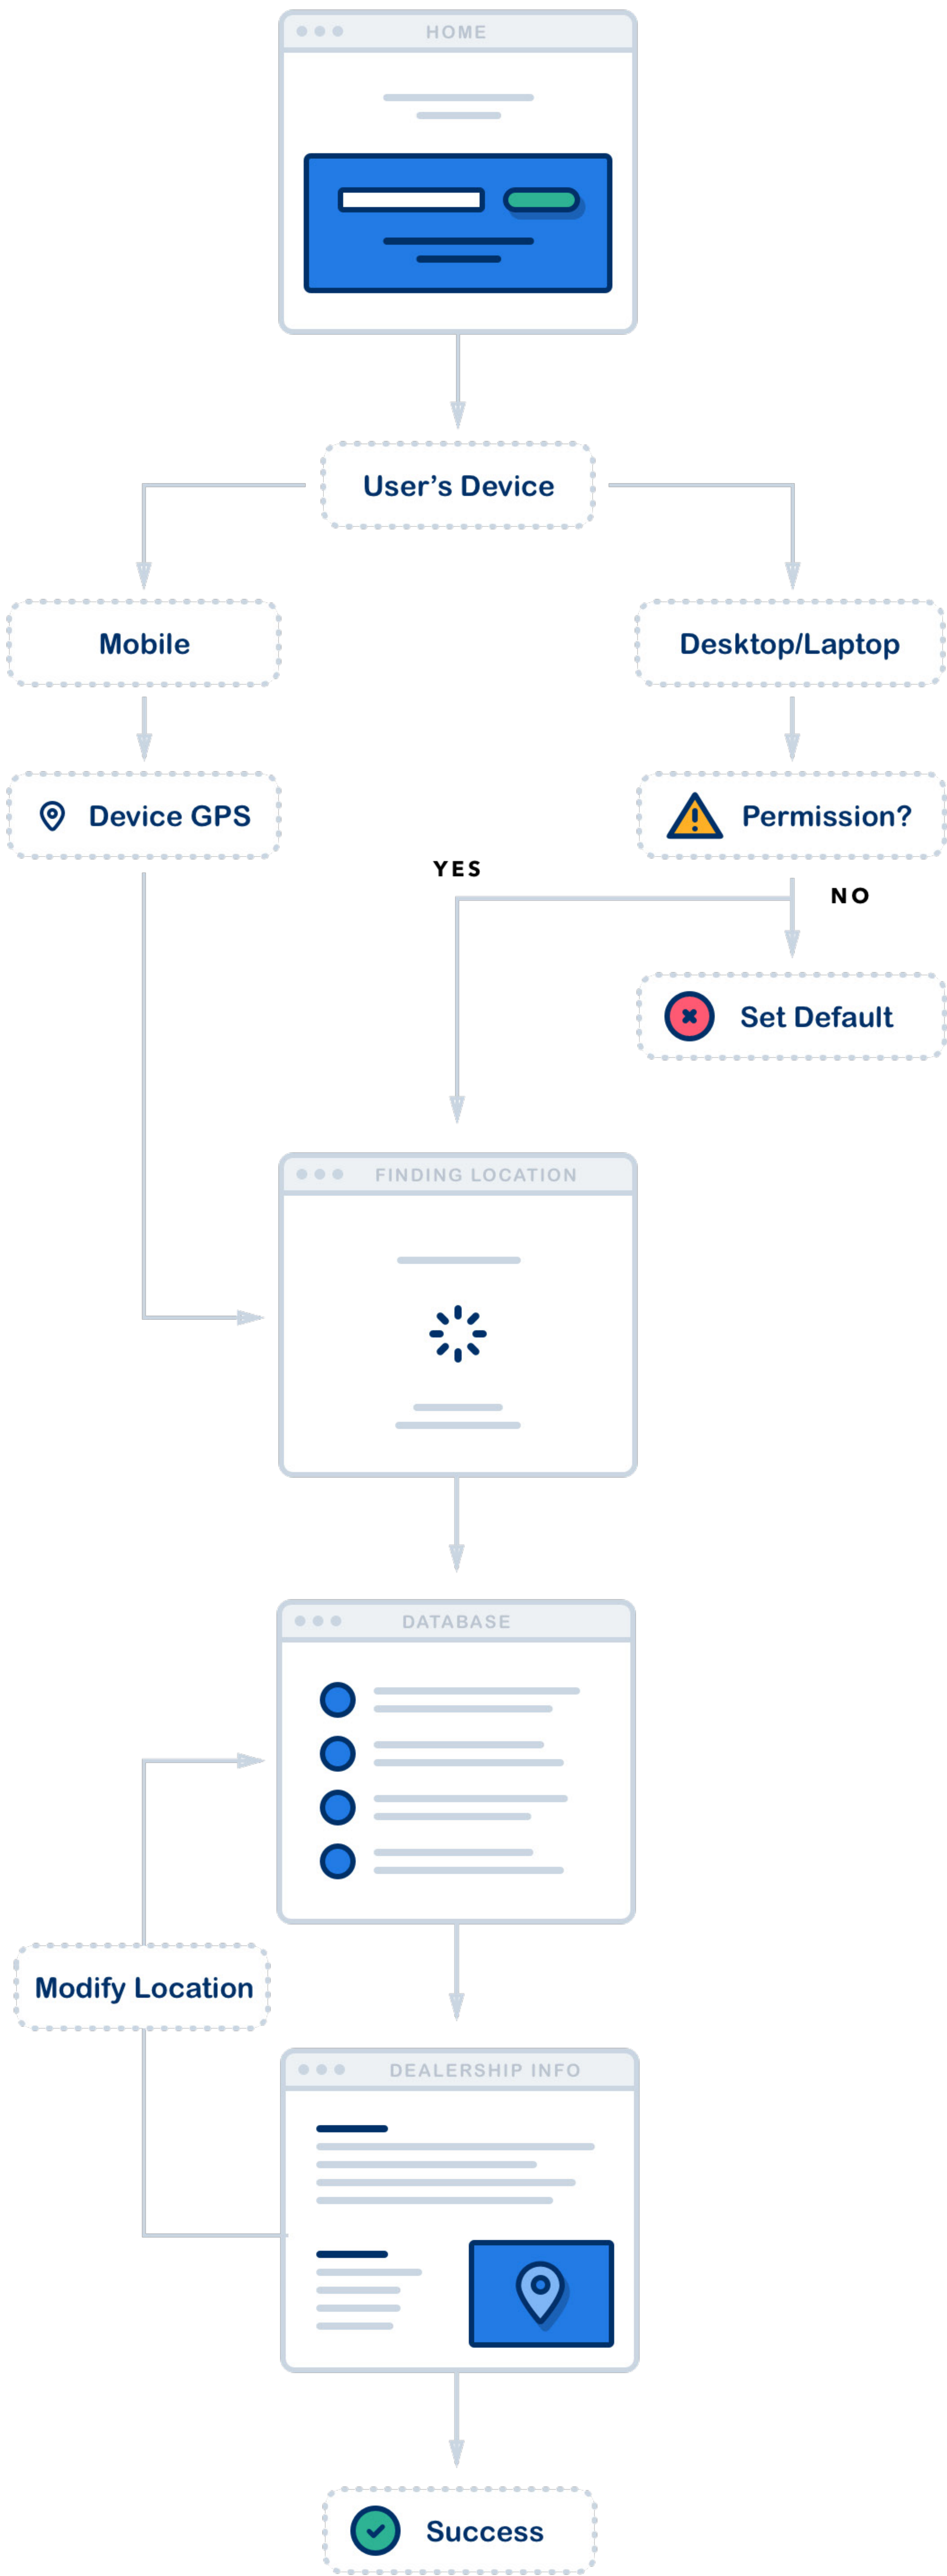 HOME
User's Device
Mobile
Desktop/Laptop
Device GPS
Permission?
YES
NO
Set Default
FINDING LOCATION
DATABASE
Modify Location
DEALERSHIP INFO
Success